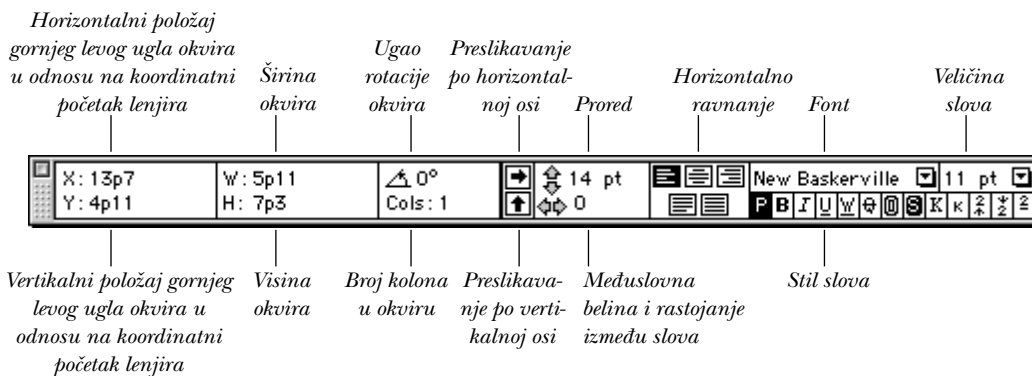 Horizontalni položaj
gornjeg levog ugla okvira
u odnosu na koordinatni
početak lenjira
Širina
okvira
Ugao
rotacije
okvira
Preslikavanje
po horizontal-
noj osi
Prored
Horizontalno
ravnanje
Font
Veličina
slova
X: 13p7
Y: 4p11
W: 5p11
H: 7p3
0°
Cols: 1
14 pt
0
New Baskerville
11 pt
P B I U W O S K K 2 2 2
Vertikalni položaj gornjeg
levog ugla okvira u
odnosu na koordinatni
početak lenjira
Visina
okvira
Broj kolona
u okviru
Preslikava-
nje po verti-
kalnoj osi
Međuslovna
belina i rastojanje
između slova
Stil slova